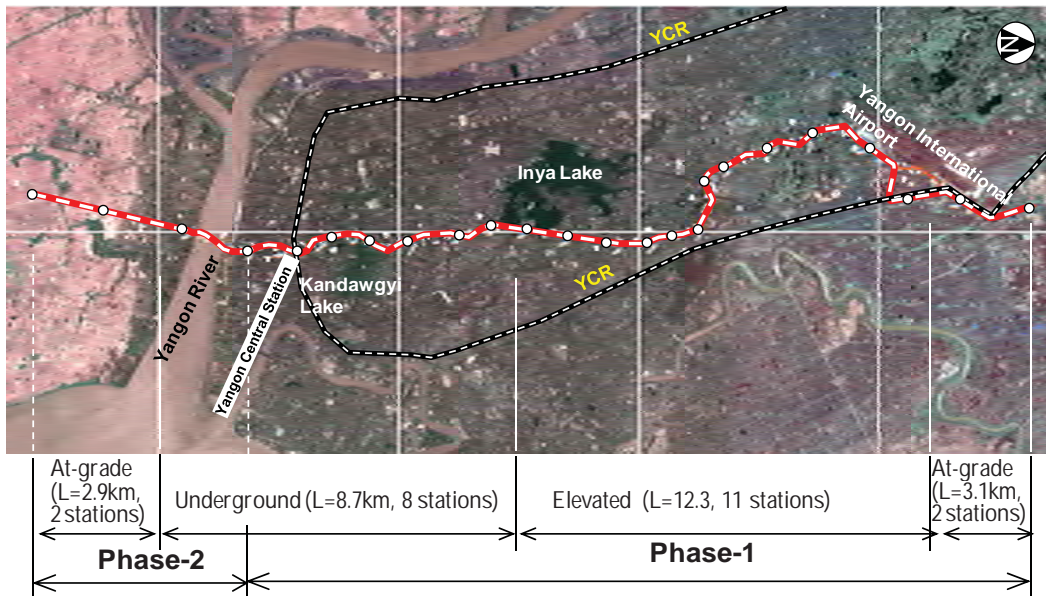 YCR
N
Yangon International
Airport
Inya Lake
YCR
Kandawgyi
Lake
Yangon River
Yangon Central Station
At-grade
(L=2.9km,
2 stations)
Underground (L=8.7km, 8 stations)
Elevated (L=12.3, 11 stations)
At-grade
(L=3.1km,
2 stations)
Phase-2
Phase-1